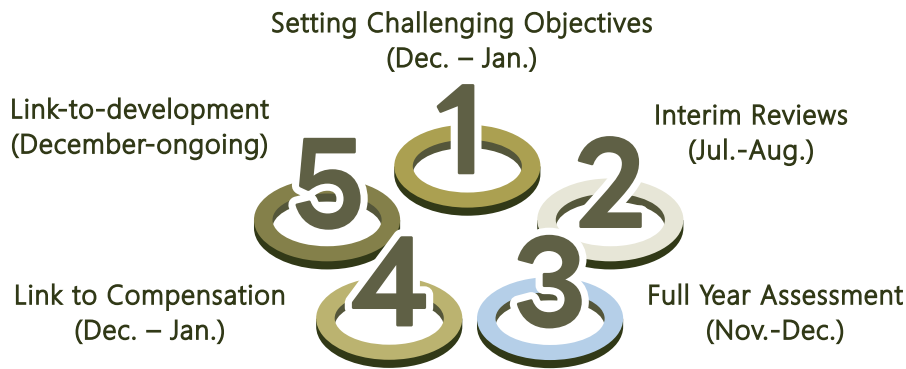 Setting Challenging Objectives
(Dec. – Jan.)
1
Interim Reviews
(Jul.-Aug.)
2
Full Year Assessment
(Nov.-Dec.)
3
Link to Compensation
(Dec. – Jan.)
4
Link-to-development
(December-ongoing)
5